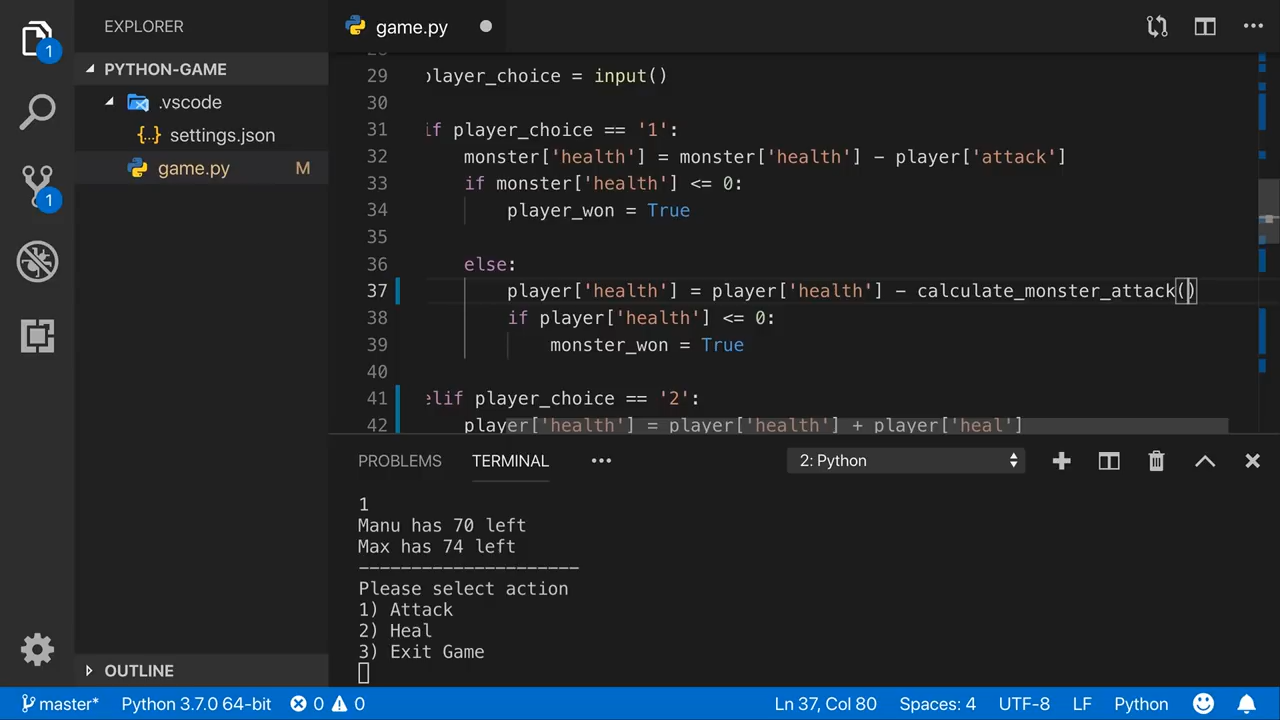 EXPLORER
game.py
1
PYTHON-GAME
.vscode
settings.json
game.py M
1
29 player_choice = input()
30
31 if player_choice == '1':
32 monster['health'] = monster['health'] - player['attack']
33 if monster['health'] <= 0:
34 player_won = True
35
36 else:
37 player['health'] = player['health'] - calculate_monster_attack()
38 if player['health'] <= 0:
39 monster_won = True
40
41 elif player_choice == '2':
42 player['health'] = player['health'] + player['heal']
PROBLEMS TERMINAL ••• 2: Python
1
Manu has 70 left
Max has 74 left
---------------------
Please select action
1) Attack
2) Heal
3) Exit Game
OUTLINE
master* Python 3.7.0 64-bit 0 0 Ln 37, Col 80 Spaces: 4 UTF-8 LF Python